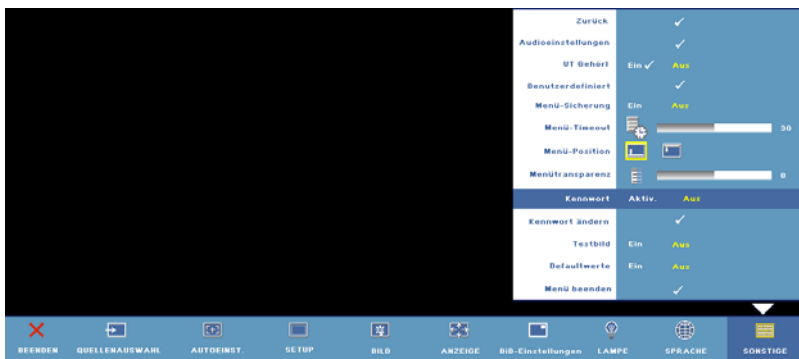 Zurück
Audioeinstellungen
UT Gehört Ein Aus
Benutzerdefiniert
Menü-Sicherung Ein Aus
Menü-Timeout 30
Menü-Position
Menütransparenz 0
Kennwort Aktiv. Aus
Kennwort ändern
Testbild Ein Aus
Defaultwerte Ein Aus
Menü beenden
BEENDEN QUELLENAUSWAHL AUTOEINST. SETUP BILD ANZEIGE BiB-Einstellungen LAMPE SPRACHE SONSTIGE